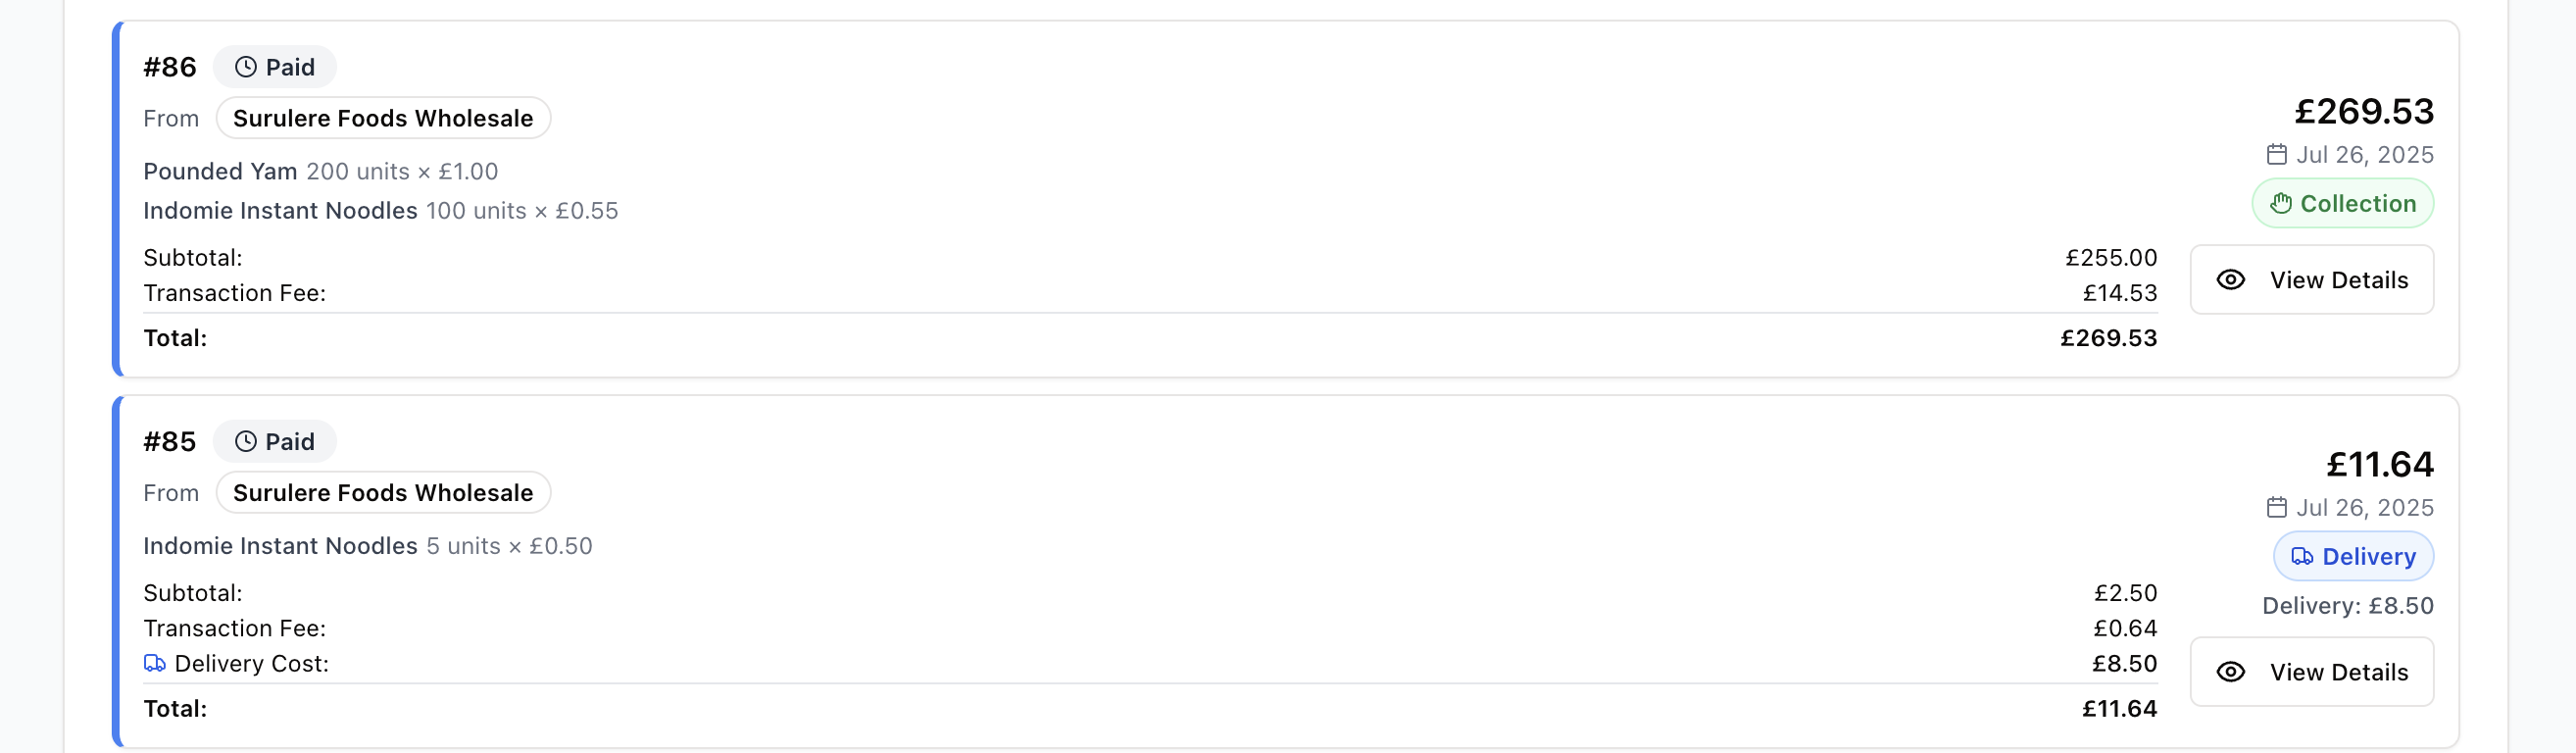 #86 Paid
From Surulere Foods Wholesale
Pounded Yam 200 units × £1.00
Indomie Instant Noodles 100 units × £0.55
Subtotal: £255.00
Transaction Fee: £14.53
Total: £269.53
£269.53
Jul 26, 2025
Collection
View Details
#85 Paid
From Surulere Foods Wholesale
Indomie Instant Noodles 5 units × £0.50
Subtotal: £2.50
Transaction Fee: £0.64
Delivery Cost: £8.50
Total: £11.64
£11.64
Jul 26, 2025
Delivery
Delivery: £8.50
View Details